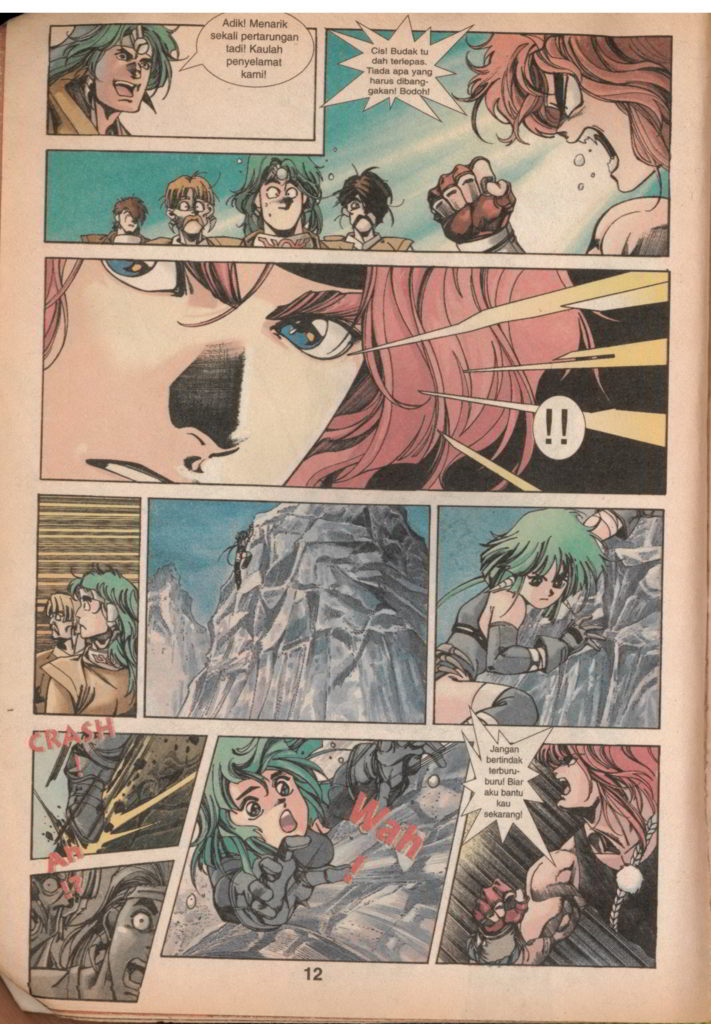 Adik! Menarik
sekali pertarungan
tadi! Kaulah
penyelamat
kami!
Cis! Budak tu
dah terlepas.
Tiada apa yang
harus dibang-
gakan! Bodoh!
!!
CRASH
!
Ah
!?
Wah
!
Jangan
bertindak
terburu-
buru! Biar
aku bantu
kau
sekarang!
12